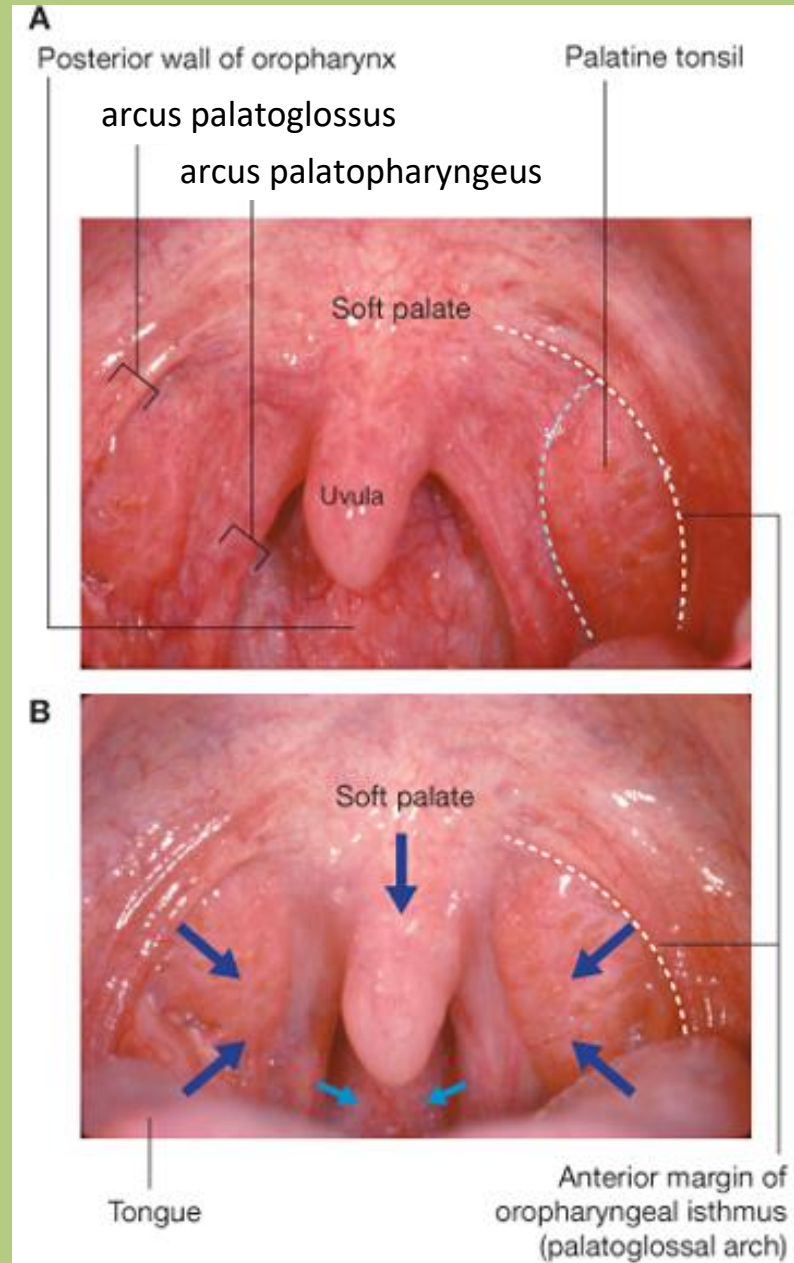 A
Posterior wall of oropharynx
Palatine tonsil
arcus palatoglossus
arcus palatopharyngeus
Soft palate
Uvula
B
Soft palate
Tongue
Anterior margin of
oropharyngeal isthmus
(palatoglossal arch)